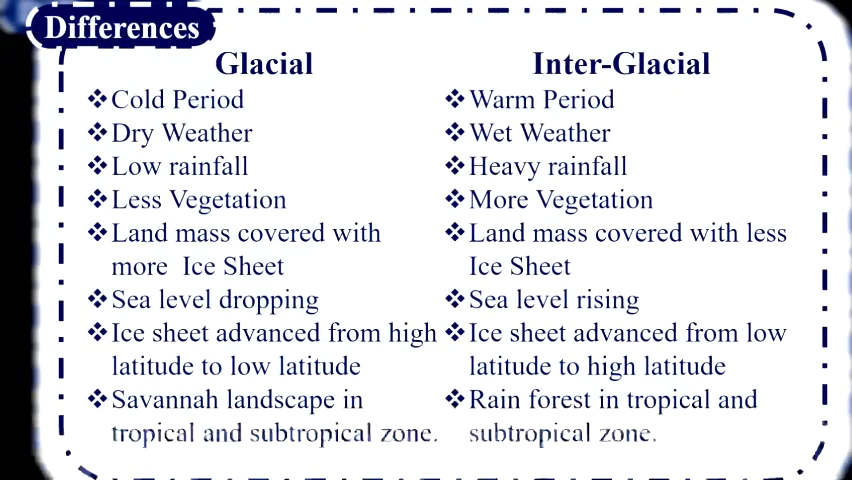 Differences
Glacial
❖Cold Period
❖Dry Weather
❖Low rainfall
❖Less Vegetation
❖Land mass covered with
more Ice Sheet
❖Sea level dropping
❖Ice sheet advanced from high
latitude to low latitude
❖Savannah landscape in
tropical and subtropical zone.
Inter-Glacial
❖Warm Period
❖Wet Weather
❖Heavy rainfall
❖More Vegetation
❖Land mass covered with less
Ice Sheet
❖Sea level rising
❖Ice sheet advanced from low
latitude to high latitude
❖Rain forest in tropical and
subtropical zone.